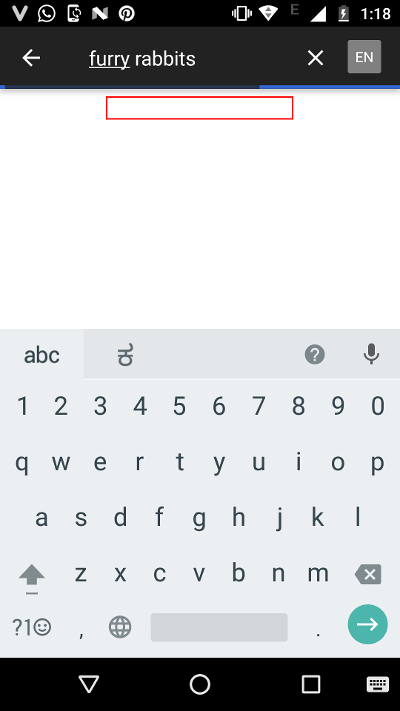 E 1:18
furry rabbits EN
abc ಕ
1 2 3 4 5 6 7 8 9 0
q w e r t y u i o p
a s d f g h j k l
z x c v b n m
?1☺ , .